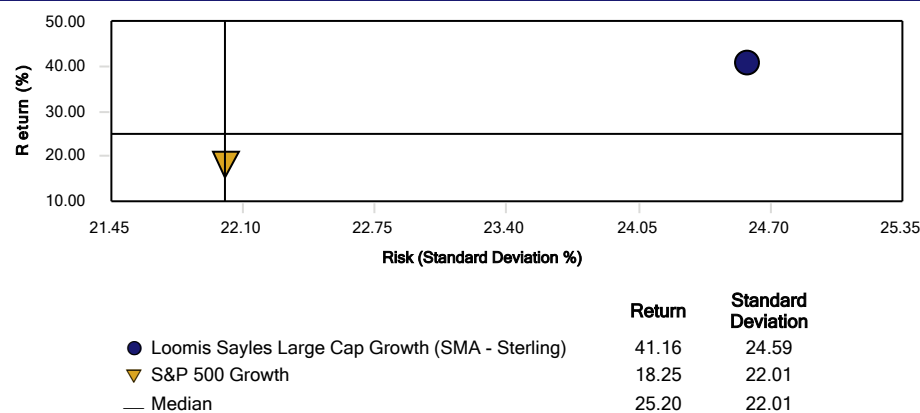 50.00
40.00
30.00
20.00
10.00
Return (%)
21.45 22.10 22.75 23.40 24.05 24.70 25.35
Risk (Standard Deviation %)
Return Standard Deviation
Loomis Sayles Large Cap Growth (SMA - Sterling) 41.16 24.59
S&P 500 Growth 18.25 22.01
Median 25.20 22.01